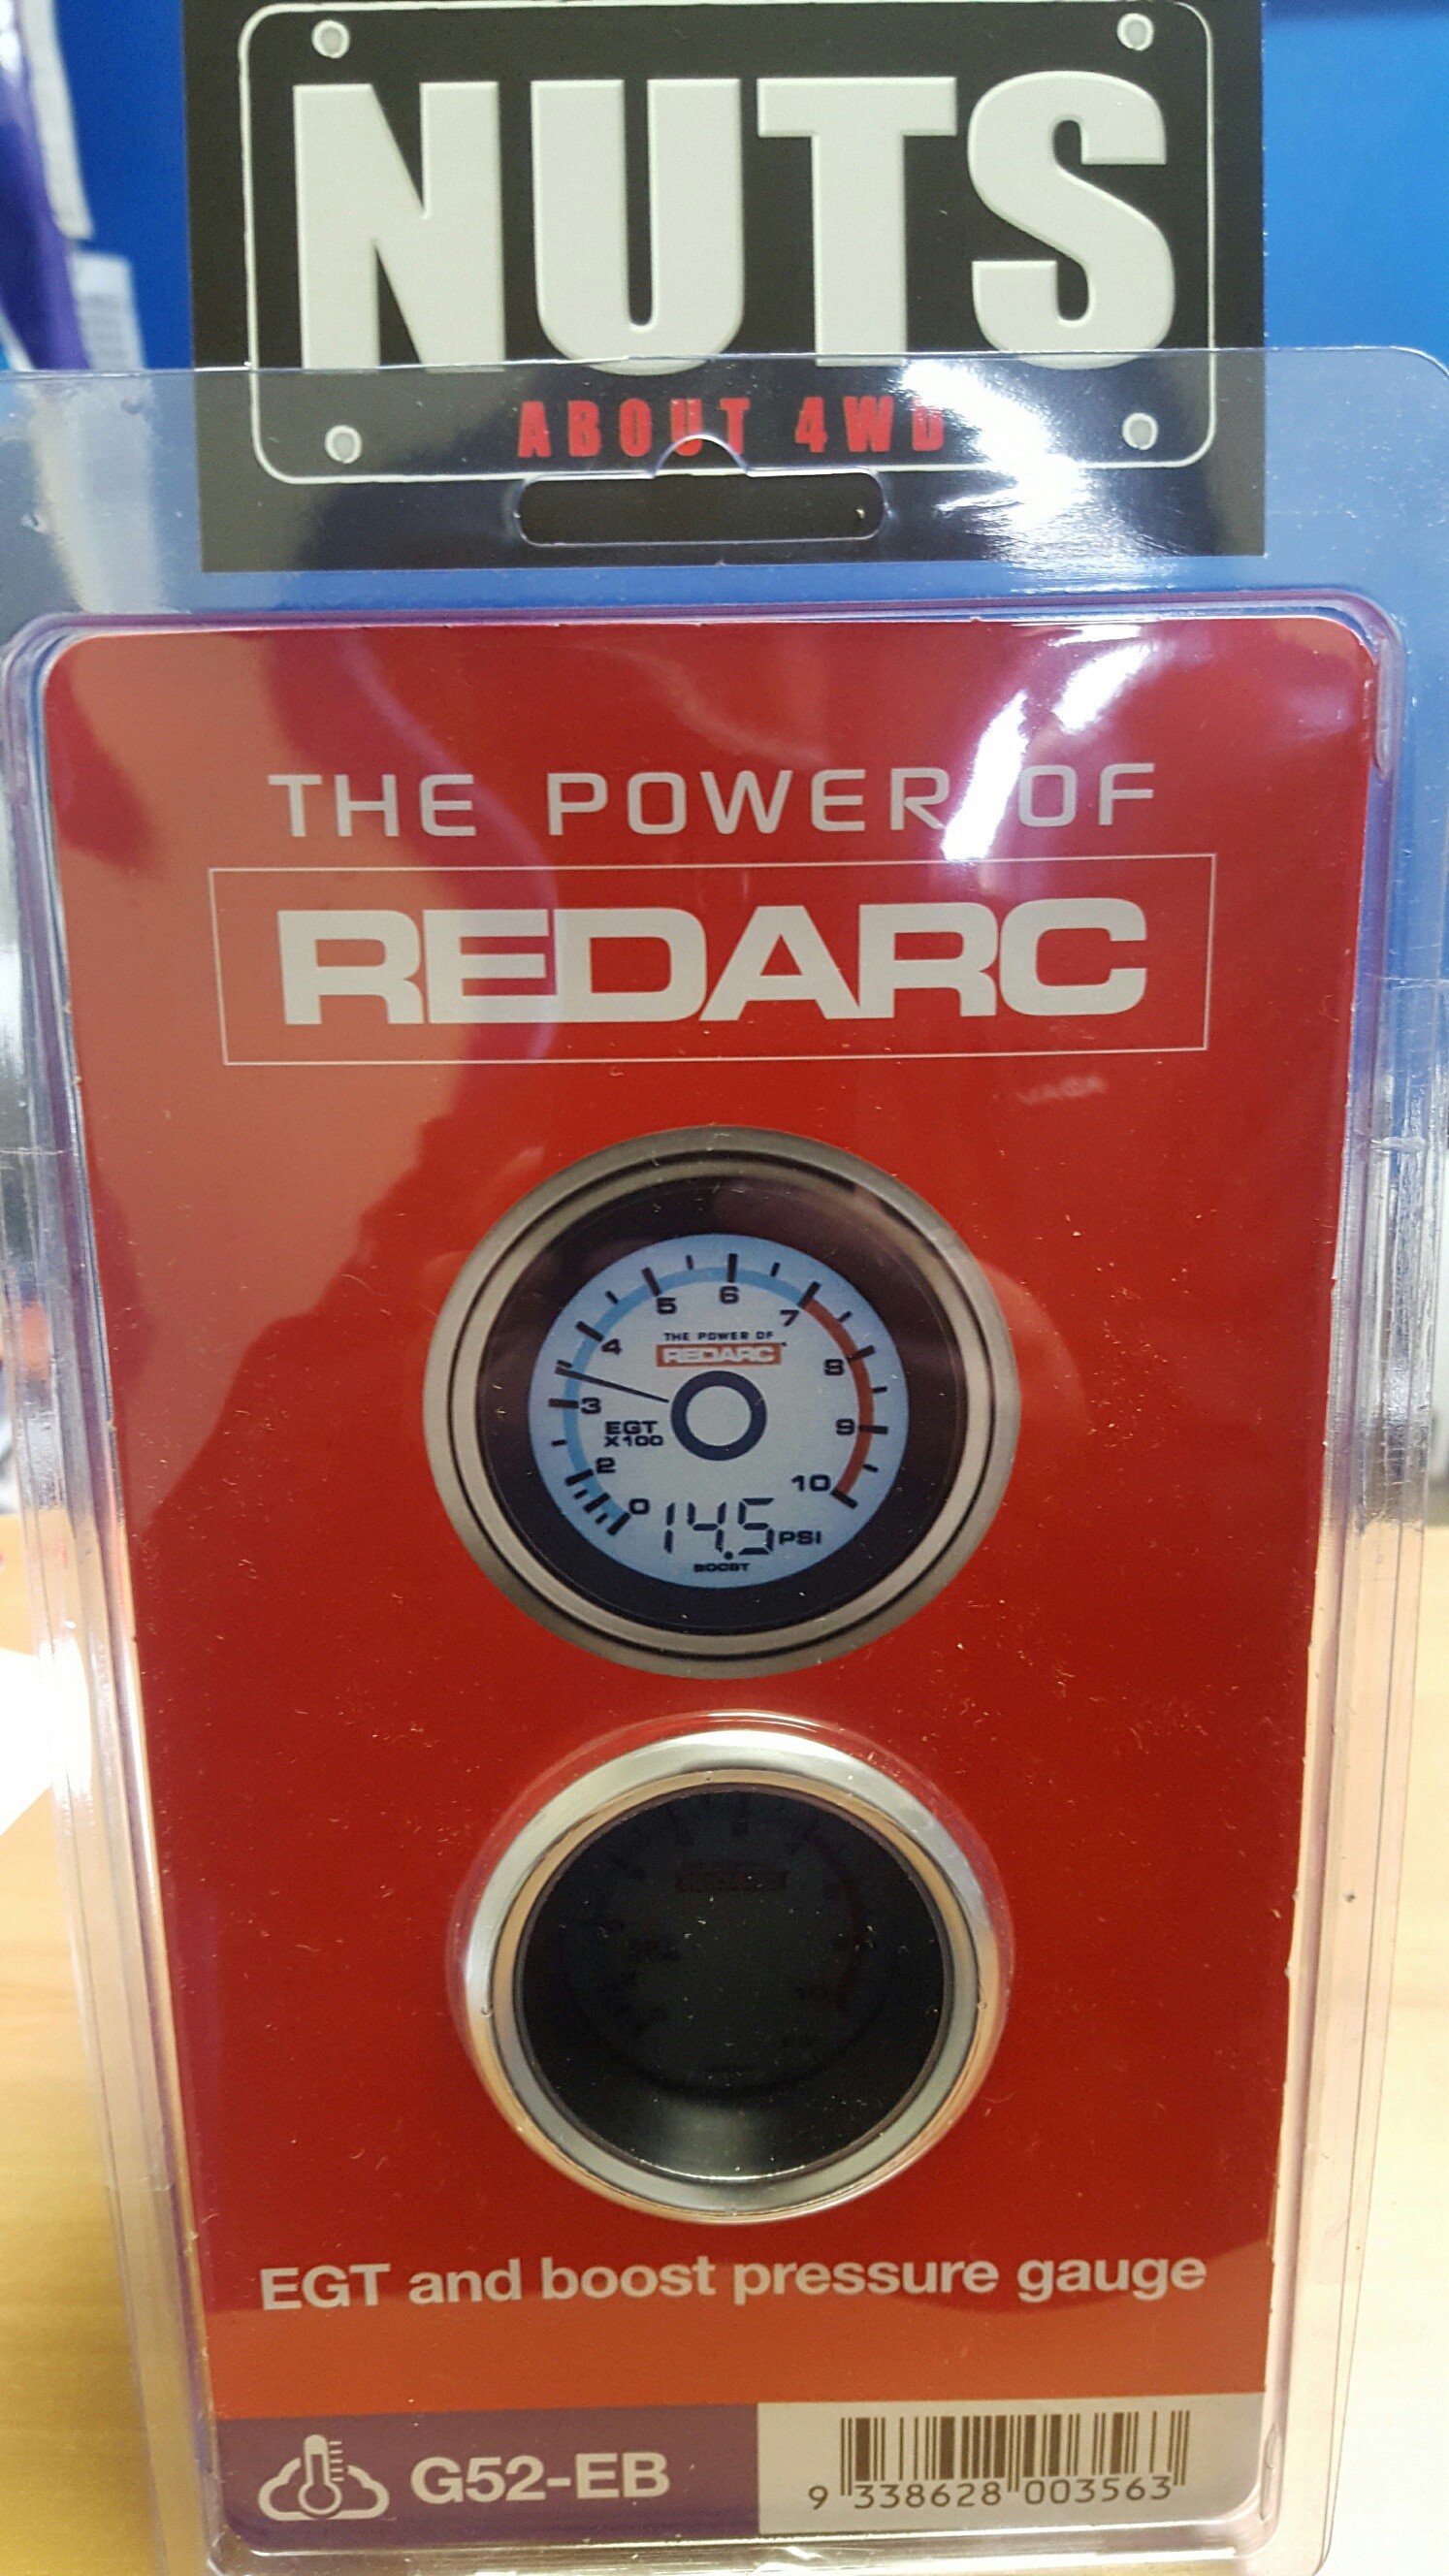 NUTS
ABOUT 4WD
THE POWER OF
REDARC
5 6 7
4 8
3 9
2 10
0
THE POWER OF
REDARC
EGT
X100
14.5 PSI
BOOST
EGT and boost pressure gauge
G52-EB
9 338628 003563